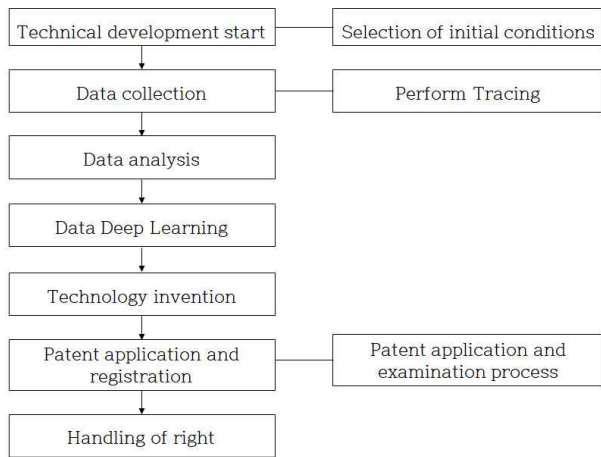 Technical development start
Selection of initial conditions
Data collection
Perform Tracing
Data analysis
Data Deep Learning
Technology invention
Patent application and
registration
Patent application and
examination process
Handling of right